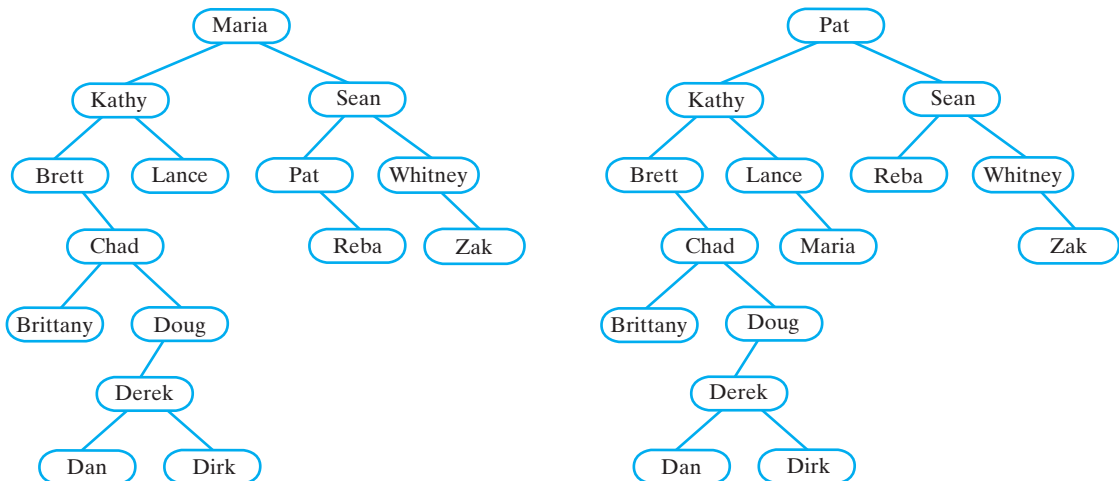 Maria
Kathy
Sean
Brett
Lance
Pat
Whitney
Chad
Reba
Zak
Brittany
Doug
Derek
Dan
Dirk
Pat
Kathy
Sean
Brett
Lance
Reba
Whitney
Chad
Maria
Zak
Brittany
Doug
Derek
Dan
Dirk